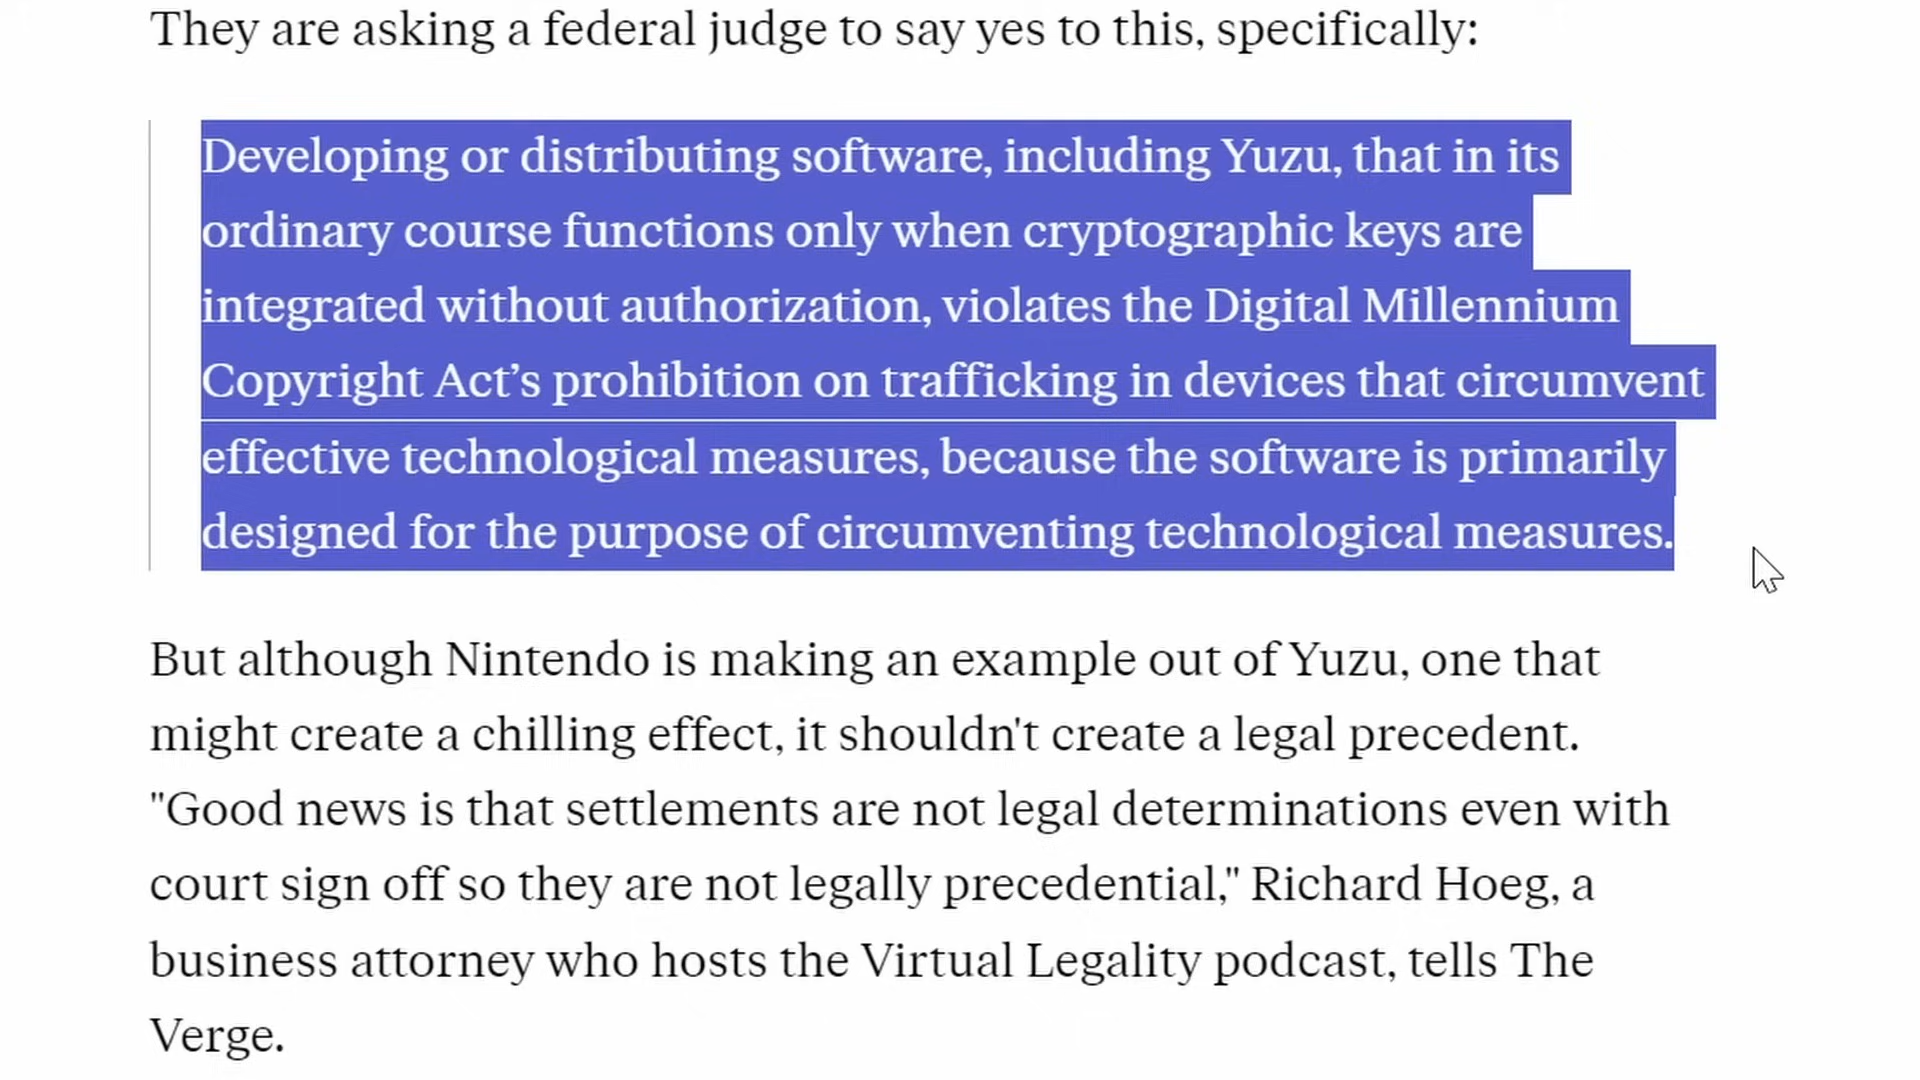 They are asking a federal judge to say yes to this, specifically:
Developing or distributing software, including Yuzu, that in its
ordinary course functions only when cryptographic keys are
integrated without authorization, violates the Digital Millennium
Copyright Act’s prohibition on trafficking in devices that circumvent
effective technological measures, because the software is primarily
designed for the purpose of circumventing technological measures.
But although Nintendo is making an example out of Yuzu, one that
might create a chilling effect, it shouldn't create a legal precedent.
"Good news is that settlements are not legal determinations even with
court sign off so they are not legally precedential," Richard Hoeg, a
business attorney who hosts the Virtual Legality podcast, tells The
Verge.